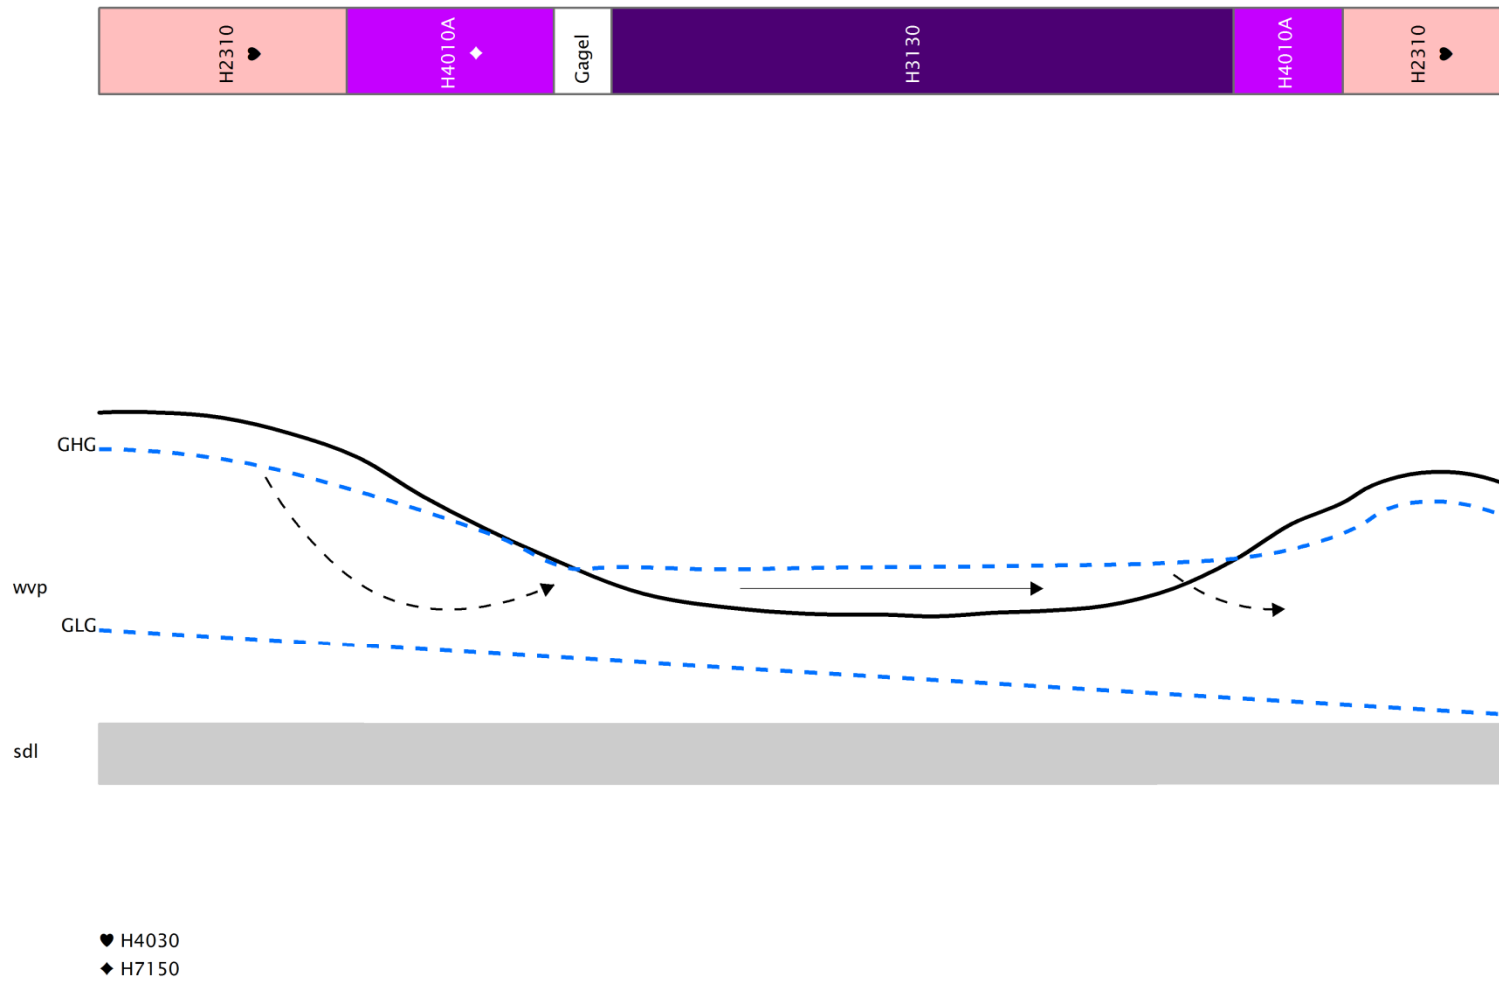 H2310 ♥
H4010A ♦
Gagel
H3130
H4010A
H2310 ♥
GHG
wvp
GLG
sdl
♥ H4030
♦ H7150